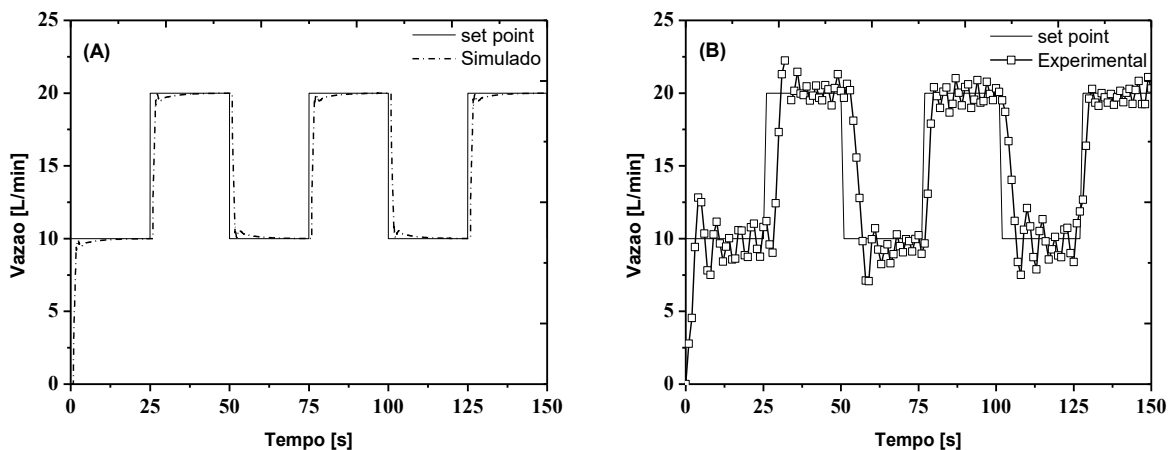 (A)
set point
Simulado
Vazao [L/min]
25
20
15
10
5
0
0 25 50 75 100 125 150
Tempo [s]
(B)
set point
Experimental
Vazao [L/min]
25
20
15
10
5
0
0 25 50 75 100 125 150
Tempo [s]